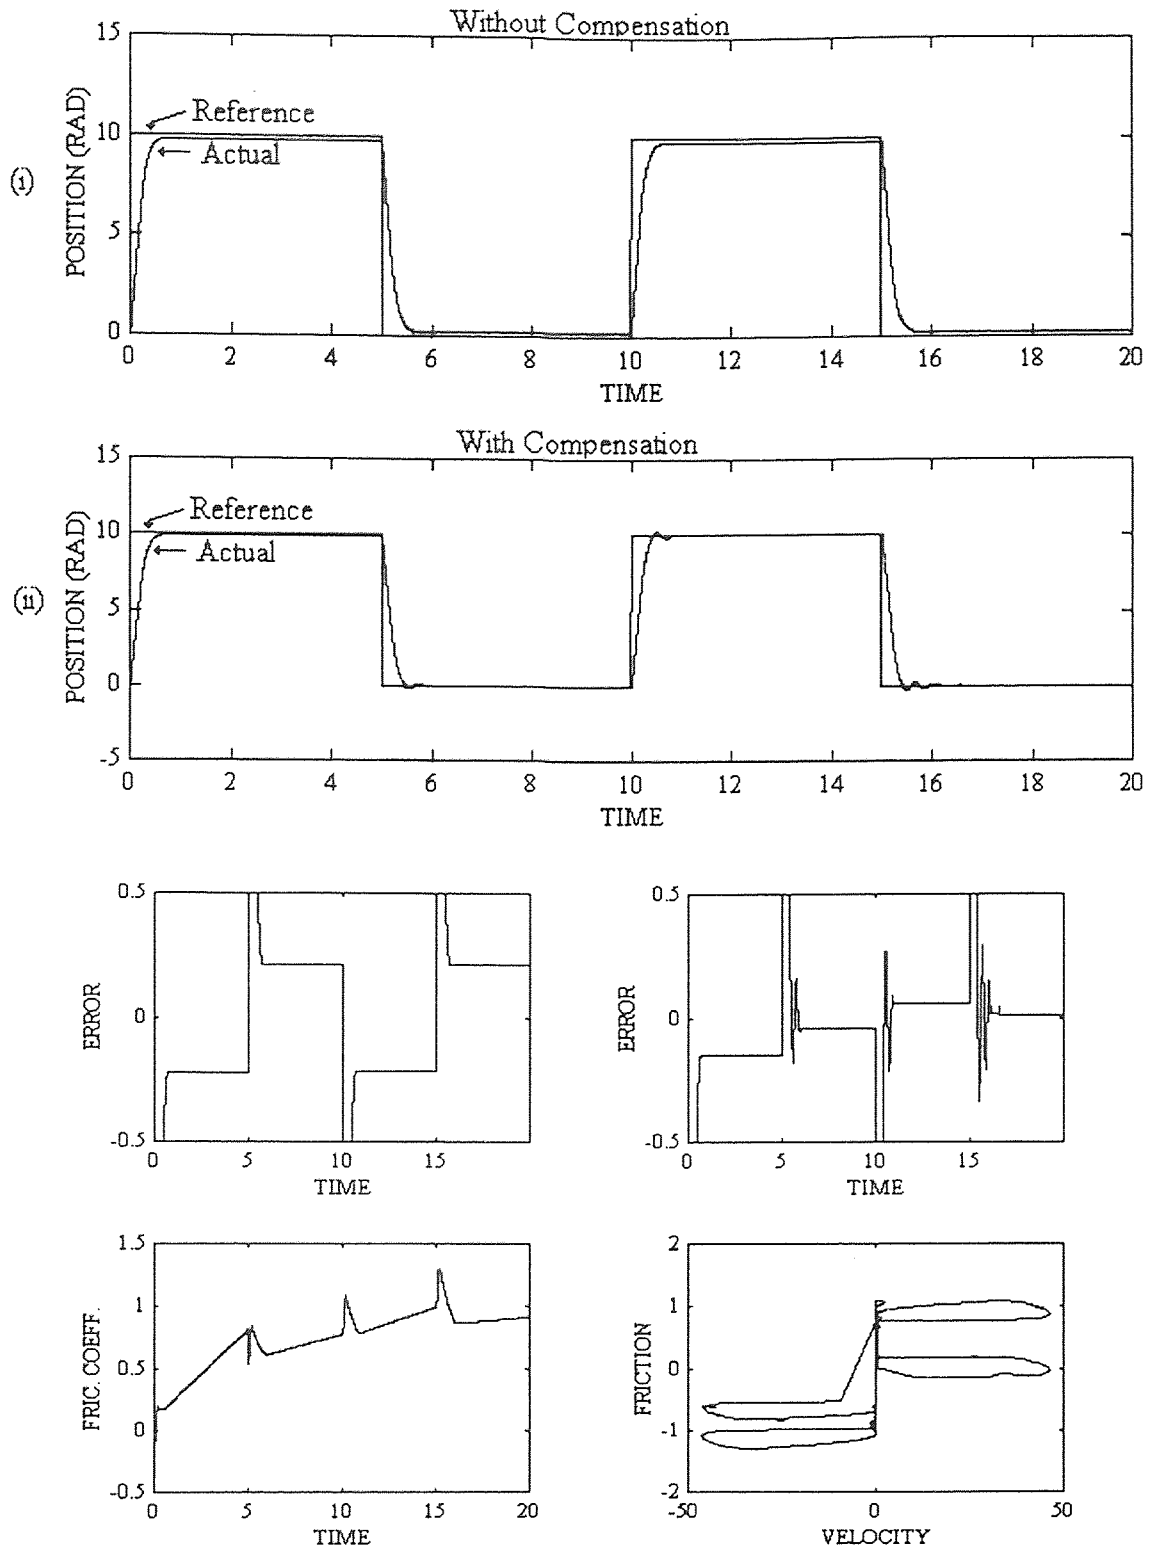 Without Compensation
15
10
5
0
POSITION (RAD)
(i)
Reference
Actual
0 2 4 6 8 10 12 14 16 18 20
TIME
With Compensation
15
10
5
0
-5
POSITION (RAD)
(ii)
Reference
Actual
0 2 4 6 8 10 12 14 16 18 20
TIME
0.5
0
-0.5
ERROR
0 5 10 15
TIME
0.5
0
-0.5
ERROR
0 5 10 15
TIME
1.5
1
0.5
0
-0.5
FRIC. COEFF.
0 5 10 15 20
TIME
2
1
0
-1
-2
FRICTION
-50 0 50
VELOCITY